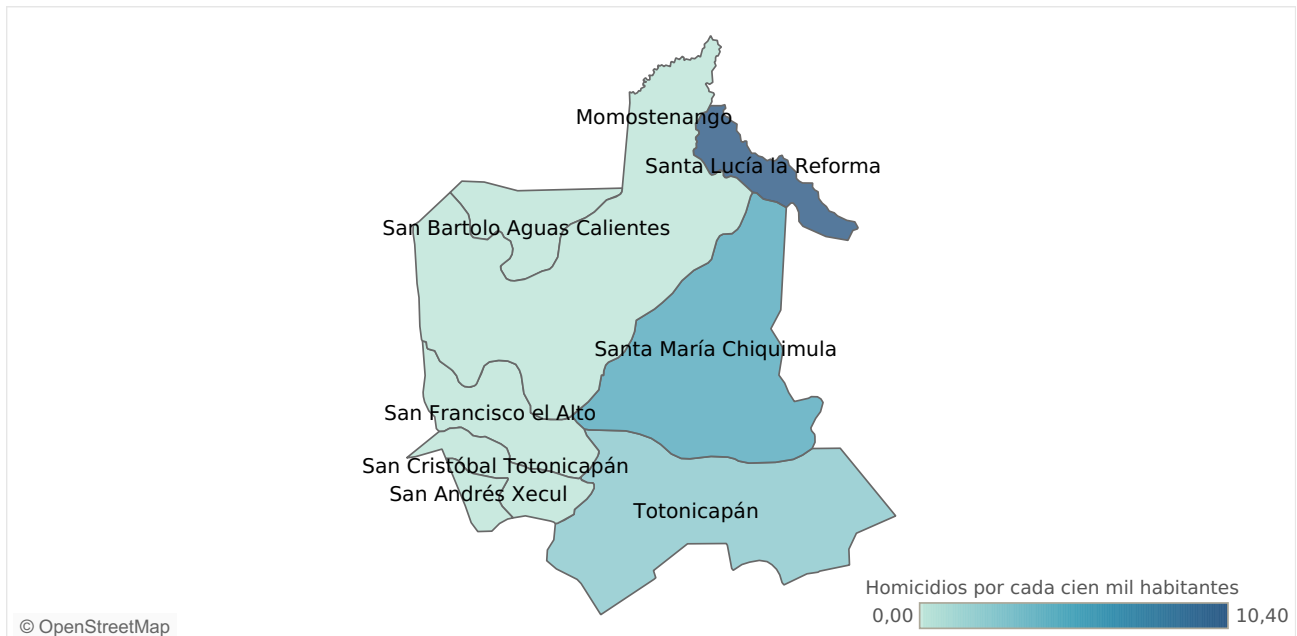 Momostenango
Santa Lucía la Reforma
San Bartolo Aguas Calientes
Santa María Chiquimula
San Francisco el Alto
San Cristóbal Totonicapán
San Andrés Xecul
Totonicapán
Homicidios por cada cien mil habitantes
0,00 10,40
© OpenStreetMap